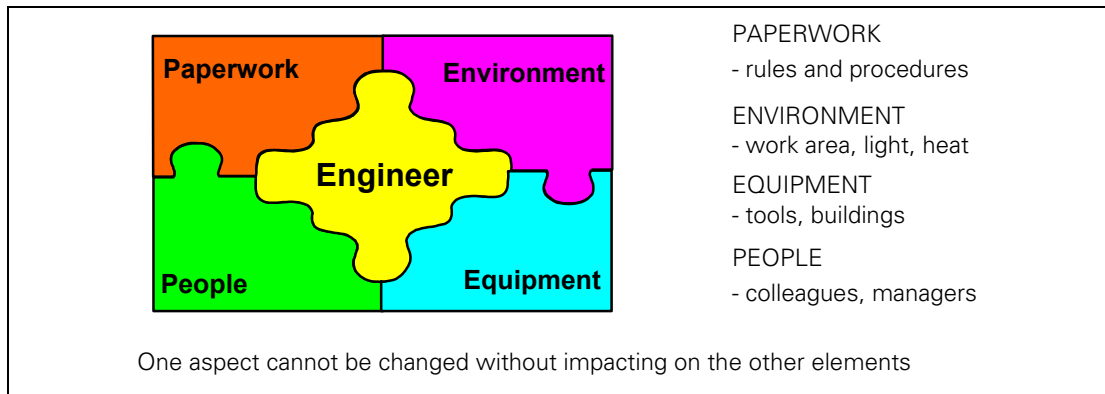 Paperwork
Environment
Engineer
People
Equipment
PAPERWORK
- rules and procedures
ENVIRONMENT
- work area, light, heat
EQUIPMENT
- tools, buildings
PEOPLE
- colleagues, managers
One aspect cannot be changed without impacting on the other elements